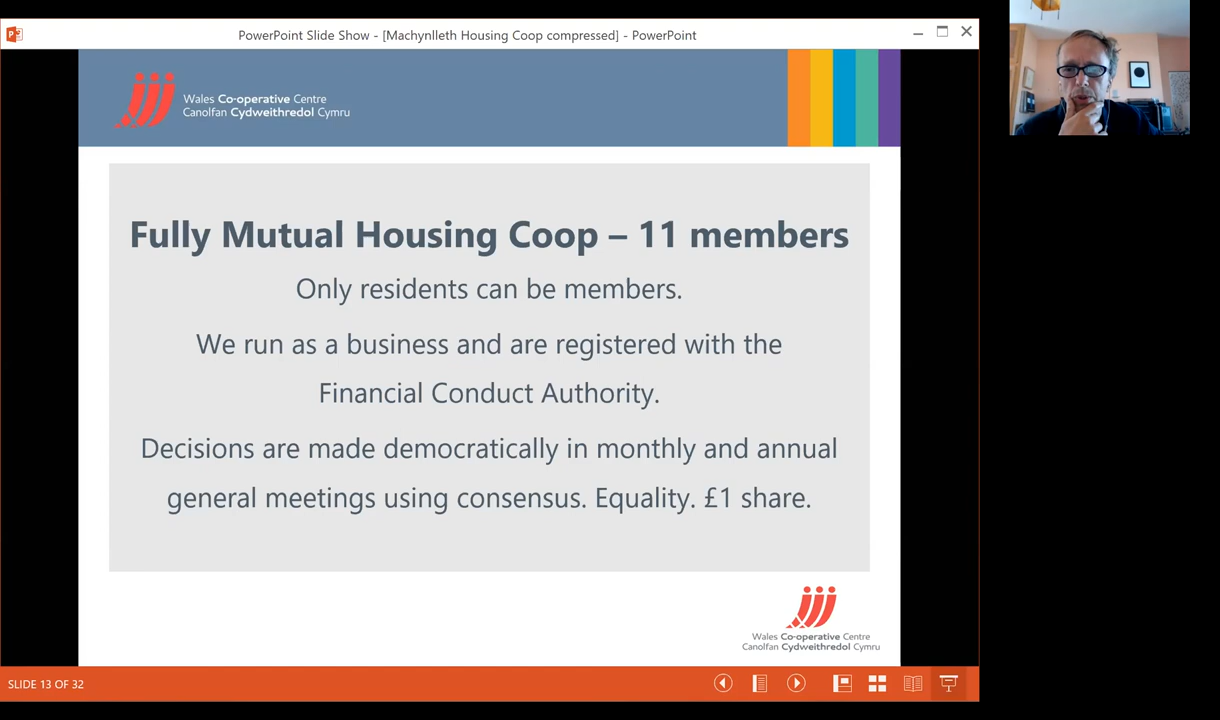 PowerPoint Slide Show - [Machynlleth Housing Coop compressed] - PowerPoint
Wales Co-operative Centre
Canolfan Cydweithredol Cymru
Fully Mutual Housing Coop – 11 members
Only residents can be members.
We run as a business and are registered with the
Financial Conduct Authority.
Decisions are made democratically in monthly and annual
general meetings using consensus. Equality. £1 share.
Wales Co-operative Centre
Canolfan Cydweithredol Cymru
SLIDE 13 OF 32